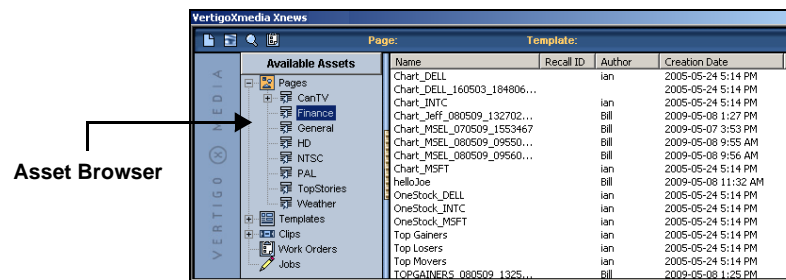 VertigoXmedia Xnews
Page: Template:
Available Assets
Pages
CanTV
Finance
General
HD
NTSC
PAL
TopStories
Weather
Templates
Clips
Work Orders
Jobs
VERTIGO X MEDIA
Asset Browser
Name Recall ID Author Creation Date
Chart_DELL ian 2005-05-24 5:14 PM
Chart_DELL_160503_184806... 2005-05-24 5:14 PM
Chart_INTC ian 2005-05-24 5:14 PM
Chart_Jeff_080509_132702... Bill 2009-05-08 1:27 PM
Chart_MSEL_070509_1553467 Bill 2009-05-07 3:53 PM
Chart_MSEL_080509_09550... Bill 2009-05-08 9:55 AM
Chart_MSEL_080509_09560... Bill 2009-05-08 9:56 AM
Chart_MSFT ian 2005-05-24 5:14 PM
helloJoe Bill 2009-05-08 11:32 AM
OneStock_DELL ian 2005-05-24 5:14 PM
OneStock_INTC ian 2005-05-24 5:14 PM
OneStock_MSFT ian 2005-05-24 5:14 PM
Top Gainers ian 2005-05-24 5:14 PM
Top Losers ian 2005-05-24 5:14 PM
Top Movers ian 2005-05-24 5:14 PM
TOPGAINERS_080509_1325... Bill 2009-05-08 1:25 PM